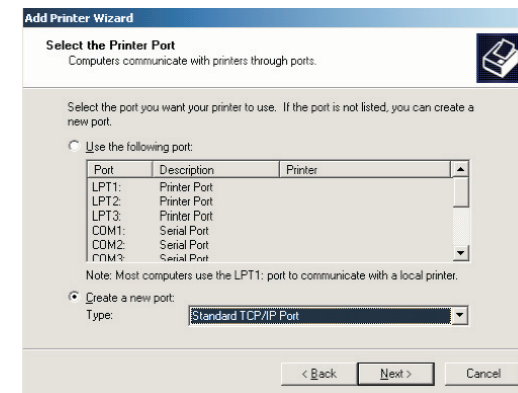 Add Printer Wizard
Select the Printer Port
Computers communicate with printers through ports.
Select the port you want your printer to use. If the port is not listed, you can create a
new port.
Use the following port:
Port Description Printer
LPT1: Printer Port
LPT2: Printer Port
LPT3: Printer Port
COM1: Serial Port
COM2: Serial Port
COM3: Serial Port
Note: Most computers use the LPT1: port to communicate with a local printer.
Create a new port:
Type: Standard TCP/IP Port
< Back Next > Cancel